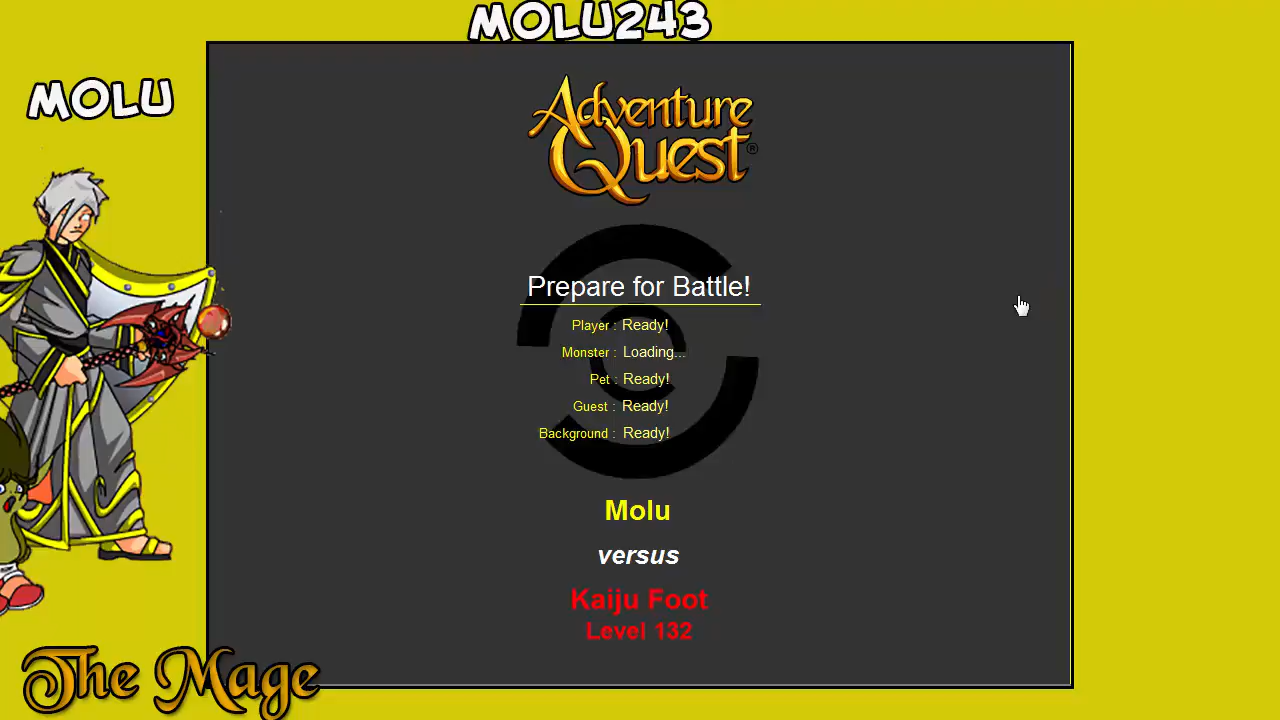 MOLU243
MOLU
Adventure
Quest®
Prepare for Battle!
Player : Ready!
Monster : Loading...
Pet : Ready!
Guest : Ready!
Background : Ready!
Molu
versus
Kaiju Foot
Level 132
The Mage